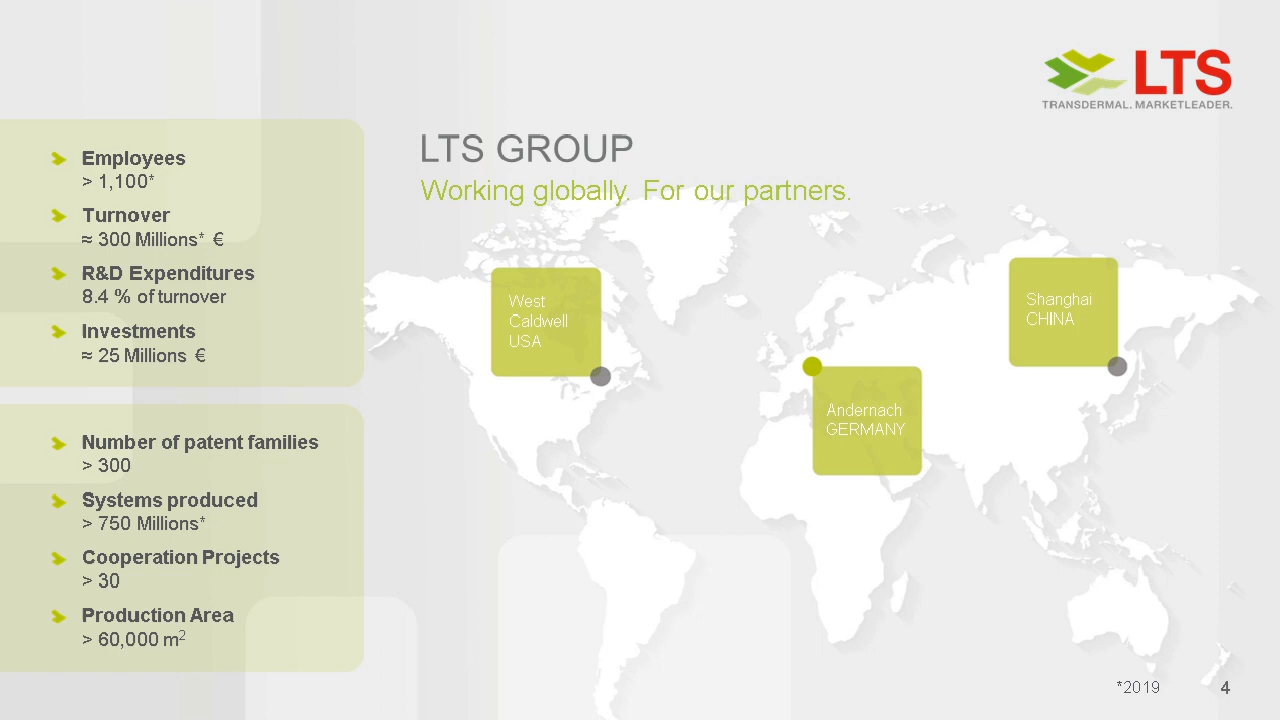 LTS
TRANSDERMAL. MARKETLEADER.
LTS GROUP
Working globally. For our partners.
Employees
> 1,100*
Turnover
≈ 300 Millions* €
R&D Expenditures
8.4 % of turnover
Investments
≈ 25 Millions €
Number of patent families
> 300
Systems produced
> 750 Millions*
Cooperation Projects
> 30
Production Area
> 60,000 m²
West
Caldwell
USA
Andernach
GERMANY
Shanghai
CHINA
*2019
4